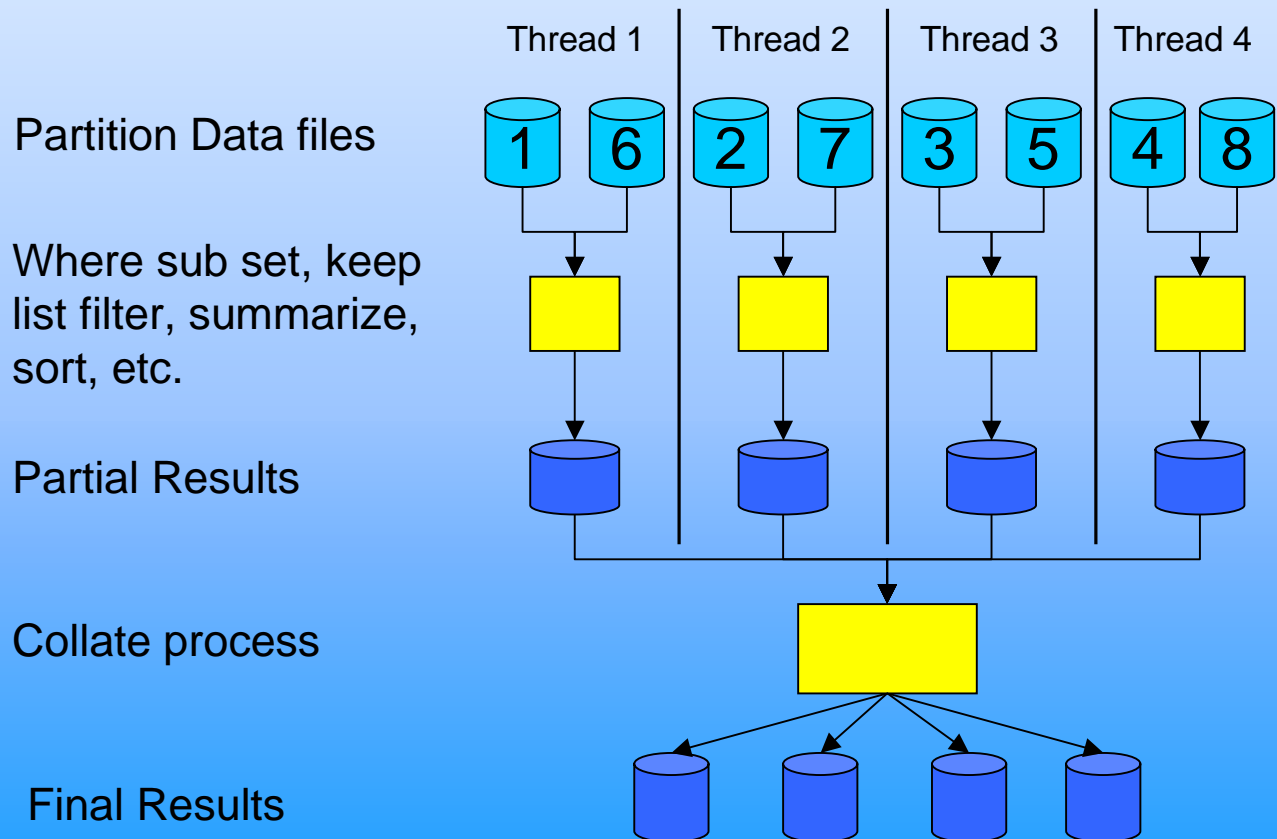 Thread 1 Thread 2 Thread 3 Thread 4
Partition Data files
1 6 2 7 3 5 4 8
Where sub set, keep
list filter, summarize,
sort, etc.
Partial Results
Collate process
Final Results